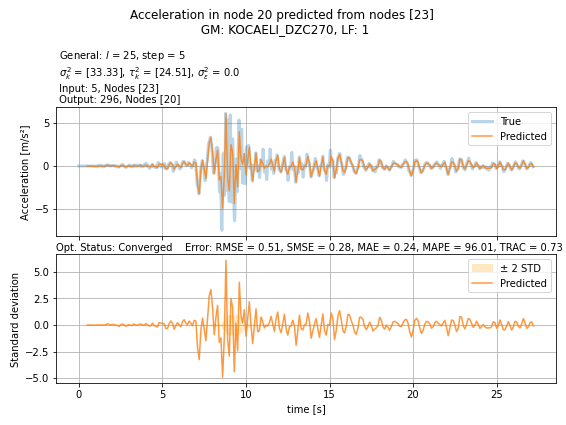 Acceleration in node 20 predicted from nodes [23]
GM: KOCAELI_DZC270, LF: 1
General: l = 25, step = 5
σ²ₖ = [33.33], τ²ₖ = [24.51], σ²ε = 0.0
Input: 5, Nodes [23]
Output: 296, Nodes [20]
True
Predicted
Acceleration [m/s²]
5
0
−5
Opt. Status: Converged Error: RMSE = 0.51, SMSE = 0.28, MAE = 0.24, MAPE = 96.01, TRAC = 0.73
± 2 STD
Predicted
Standard deviation
5.0
2.5
0.0
−2.5
−5.0
0 5 10 15 20 25
time [s]